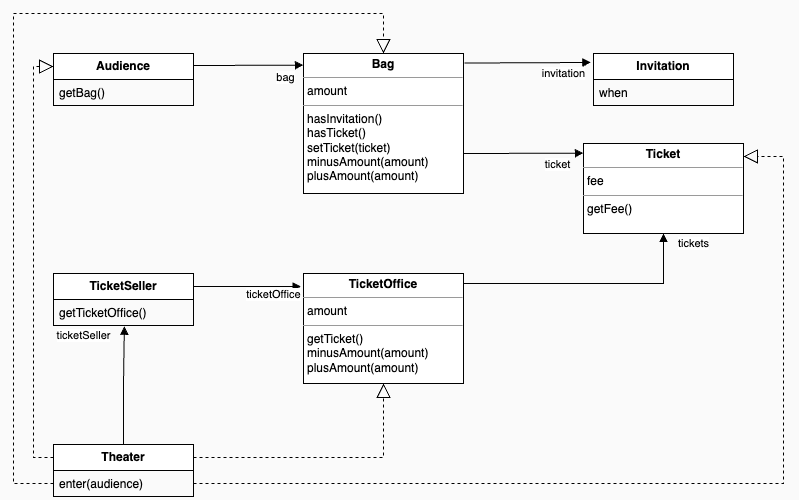 Audience
getBag()
bag
Bag
amount
hasInvitation()
hasTicket()
setTicket(ticket)
minusAmount(amount)
plusAmount(amount)
invitation
Invitation
when
ticket
Ticket
fee
getFee()
tickets
TicketSeller
getTicketOffice()
ticketSeller
ticketOffice
TicketOffice
amount
getTicket()
minusAmount(amount)
plusAmount(amount)
Theater
enter(audience)